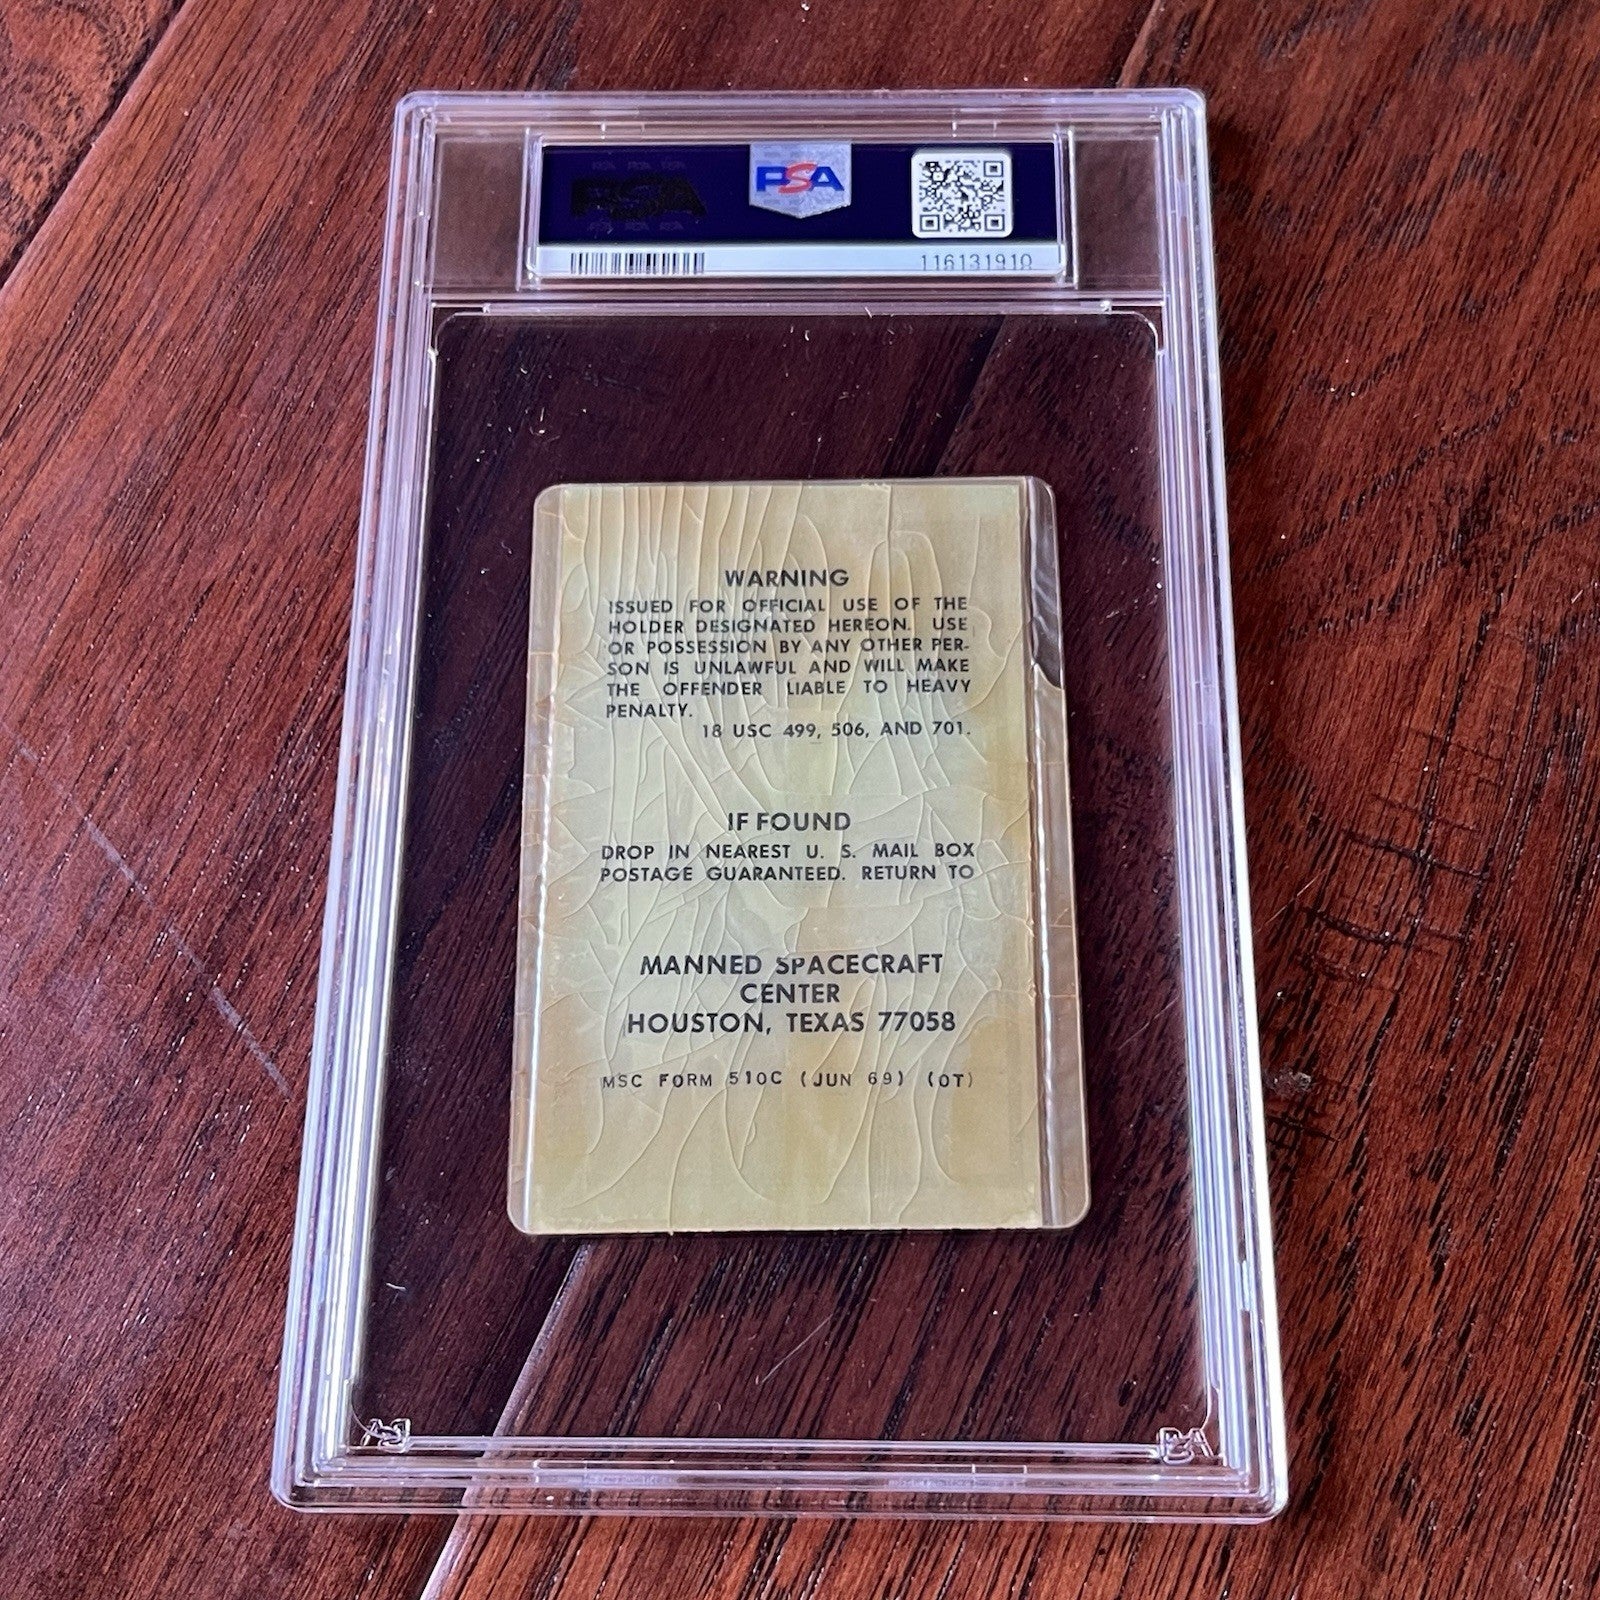 PSA
116131910
WARNING
ISSUED FOR OFFICIAL USE OF THE
HOLDER DESIGNATED HEREON. USE
OR POSSESSION BY ANY OTHER PER-
SON IS UNLAWFUL AND WILL MAKE
THE OFFENDER LIABLE TO HEAVY
PENALTY.
18 USC 499, 506, AND 701.
IF FOUND
DROP IN NEAREST U. S. MAIL BOX
POSTAGE GUARANTEED. RETURN TO
MANNED SPACECRAFT
CENTER
HOUSTON, TEXAS 77058
MSC FORM 510C (JUN 69) (OT)